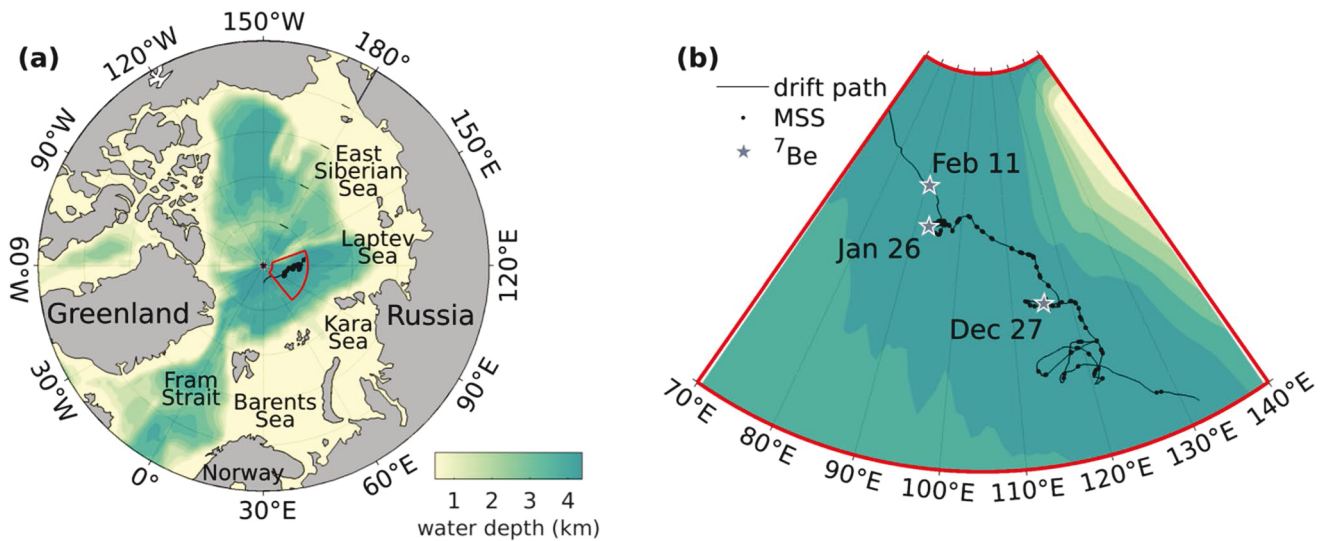 (a)
150°W
120°W
180°
90°W
150°E
East
Siberian
Sea
Laptev
Sea
60°W
120°E
Greenland
Russia
Kara
Sea
30°W
Fram
Strait
Barents
Sea
90°E
Norway
0°
60°E
30°E
1 2 3 4
water depth (km)
(b)
drift path
MSS
⁷Be
Feb 11
Jan 26
Dec 27
70°E
80°E
90°E
100°E
110°E
120°E
130°E
140°E